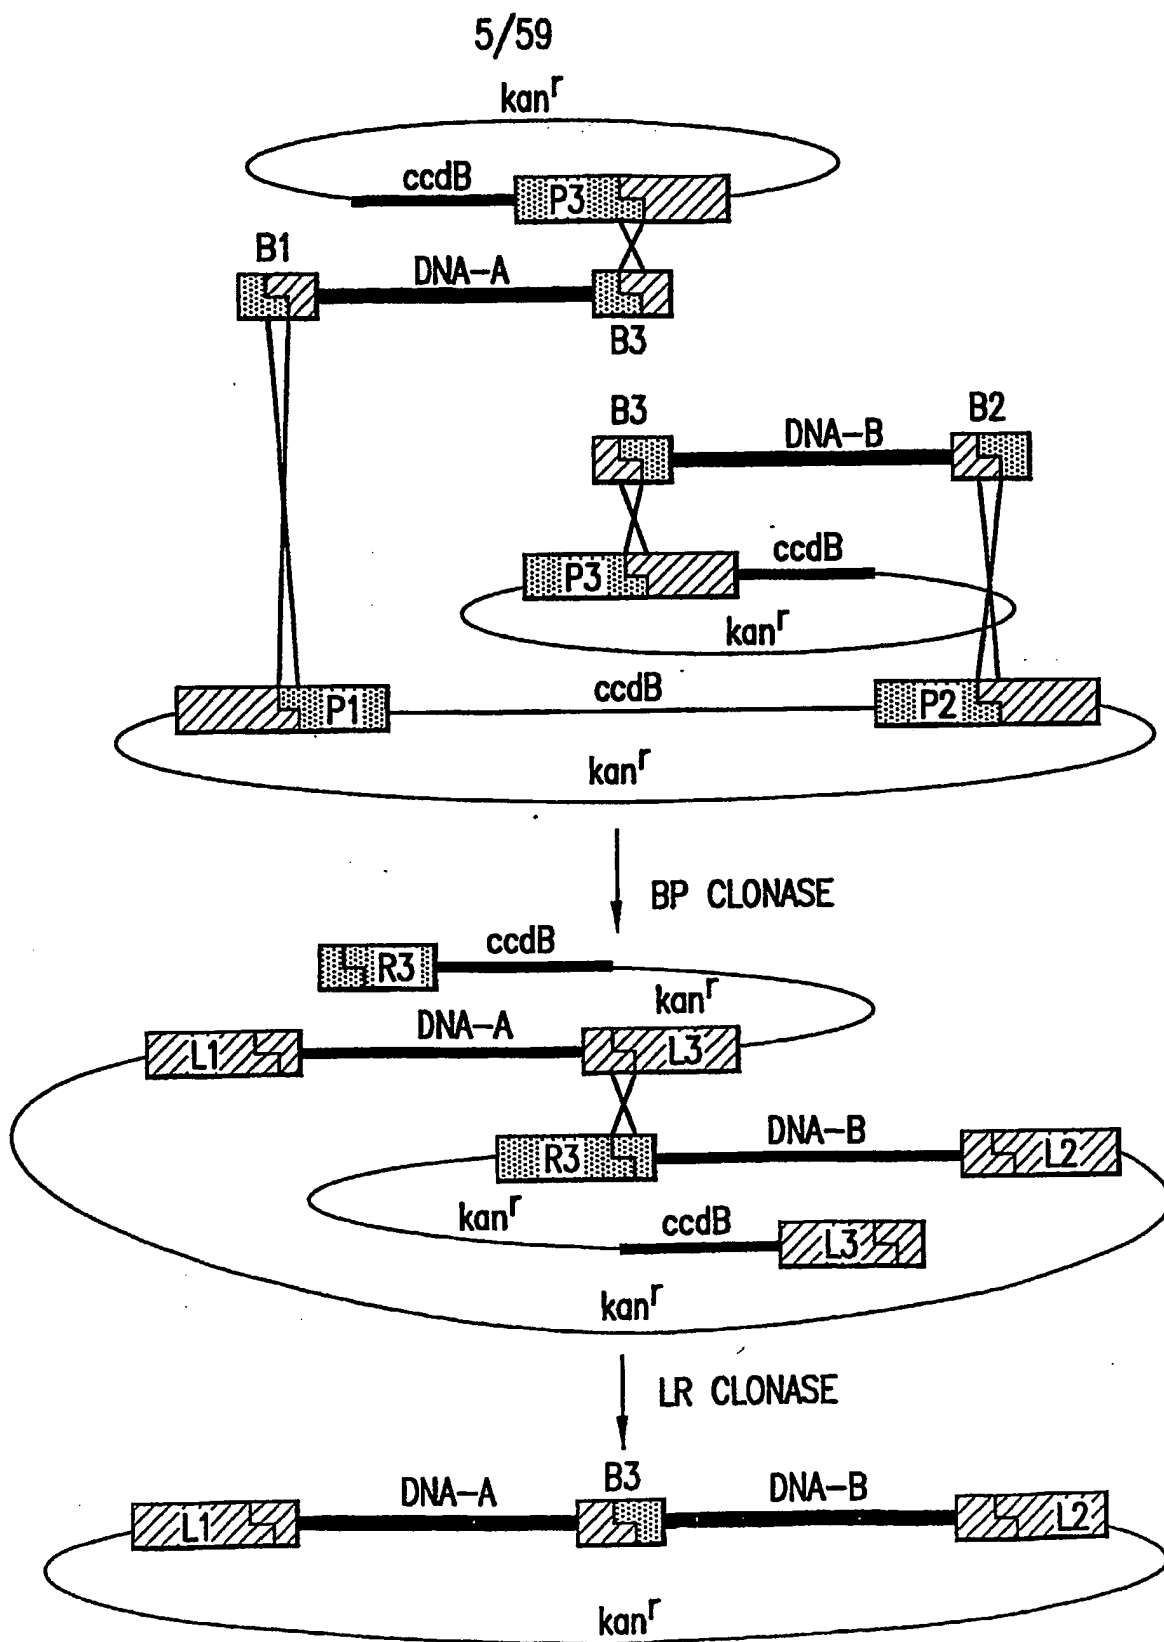 5/59
kanr
ccdB
P3
B1
DNA-A
B3
B3
DNA-B
B2
P3
ccdB
kanr
P1
ccdB
P2
kanr
BP CLONASE
R3
ccdB
kanr
L1
DNA-A
L3
R3
DNA-B
L2
kanr
ccdB
L3
kanr
LR CLONASE
L1
DNA-A
B3
DNA-B
L2
kanr